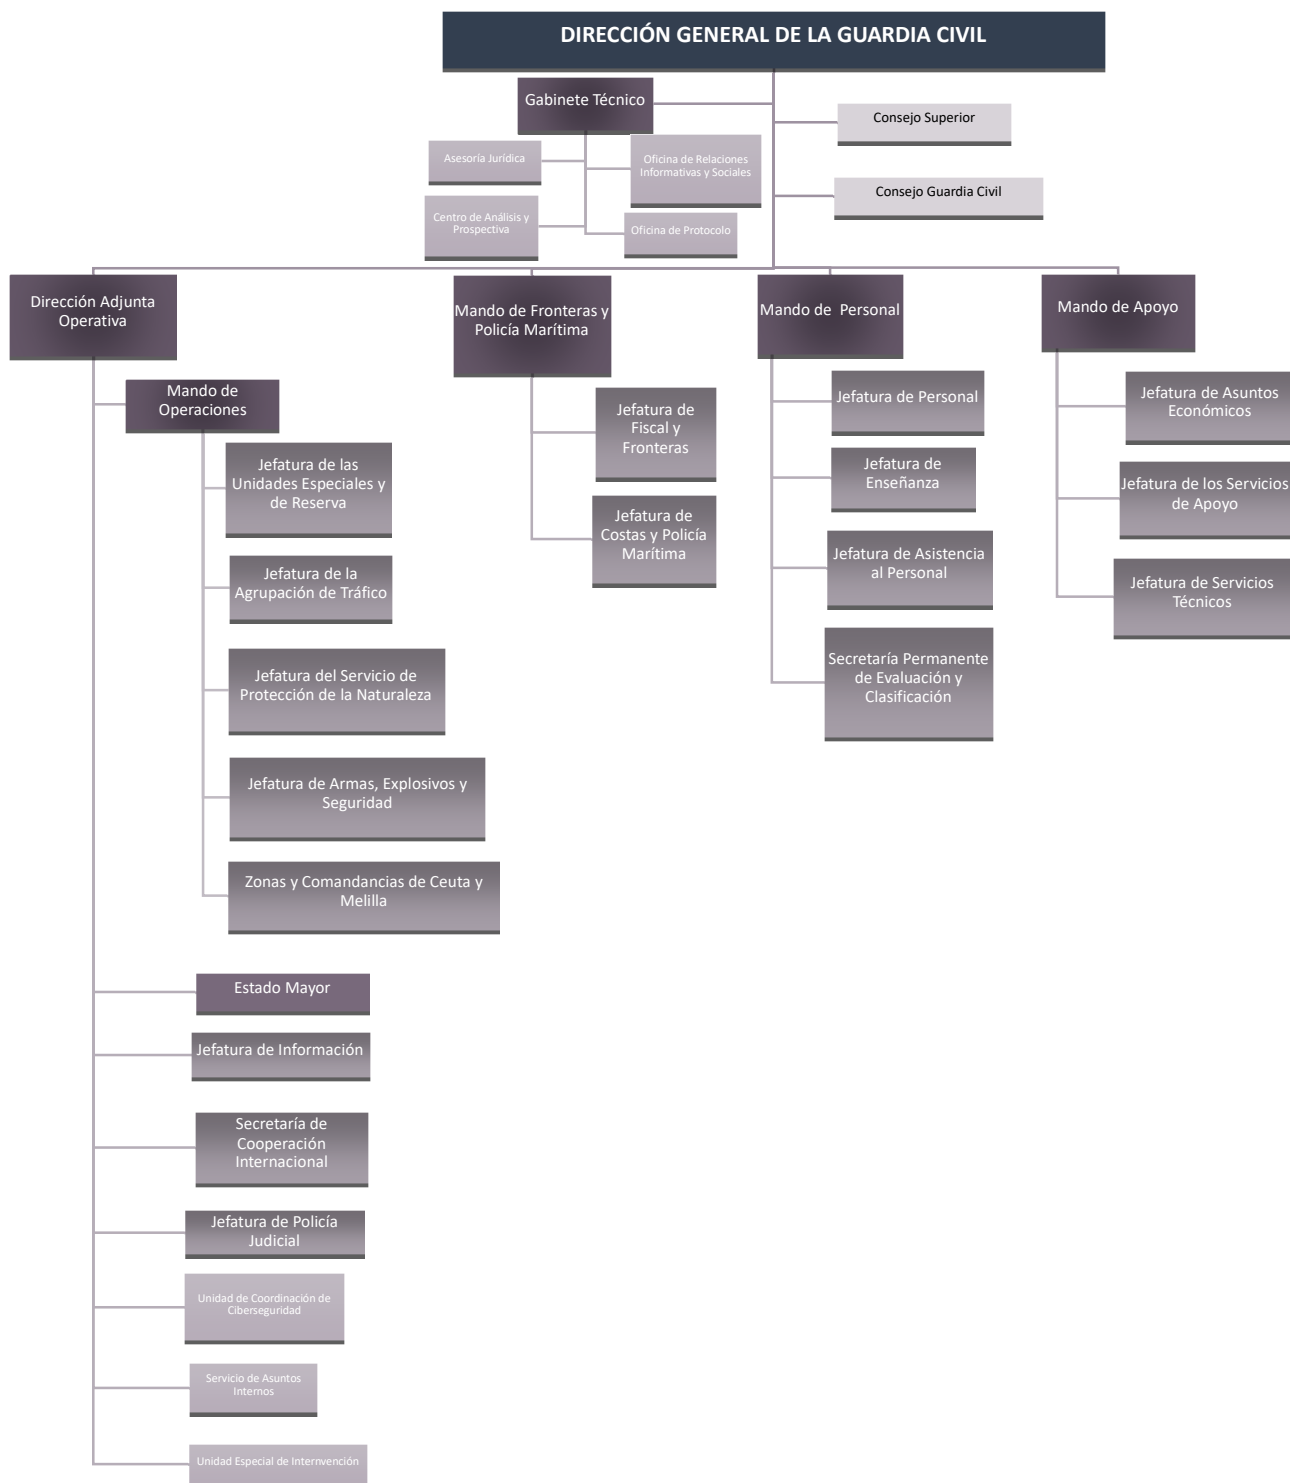 DIRECCIÓN GENERAL DE LA GUARDIA CIVIL
Gabinete Técnico
Consejo Superior
Asesoría Jurídica
Oficina de Relaciones
Informativas y Sociales
Consejo Guardia Civil
Centro de Análisis y
Prospectiva
Oficina de Protocolo
Dirección Adjunta
Operativa
Mando de
Operaciones
Jefatura de las
Unidades Especiales y
de Reserva
Jefatura de la
Agrupación de Tráfico
Jefatura del Servicio de
Protección de la Naturaleza
Jefatura de Armas, Explosivos y
Seguridad
Zonas y Comandancias de Ceuta y
Melilla
Estado Mayor
Jefatura de Información
Secretaría de
Cooperación
Internacional
Jefatura de Policía
Judicial
Unidad de Coordinación de
Ciberseguridad
Servicio de Asuntos
Internos
Unidad Especial de Internvención
Mando de Fronteras y
Policía Marítima
Jefatura de
Fiscal y
Fronteras
Jefatura de
Costas y Policía
Marítima
Mando de Personal
Jefatura de Personal
Jefatura de
Enseñanza
Jefatura de Asistencia
al Personal
Secretaría Permanente
de Evaluación y
Clasificación
Mando de Apoyo
Jefatura de Asuntos
Económicos
Jefatura de los Servicios
de Apoyo
Jefatura de Servicios
Técnicos